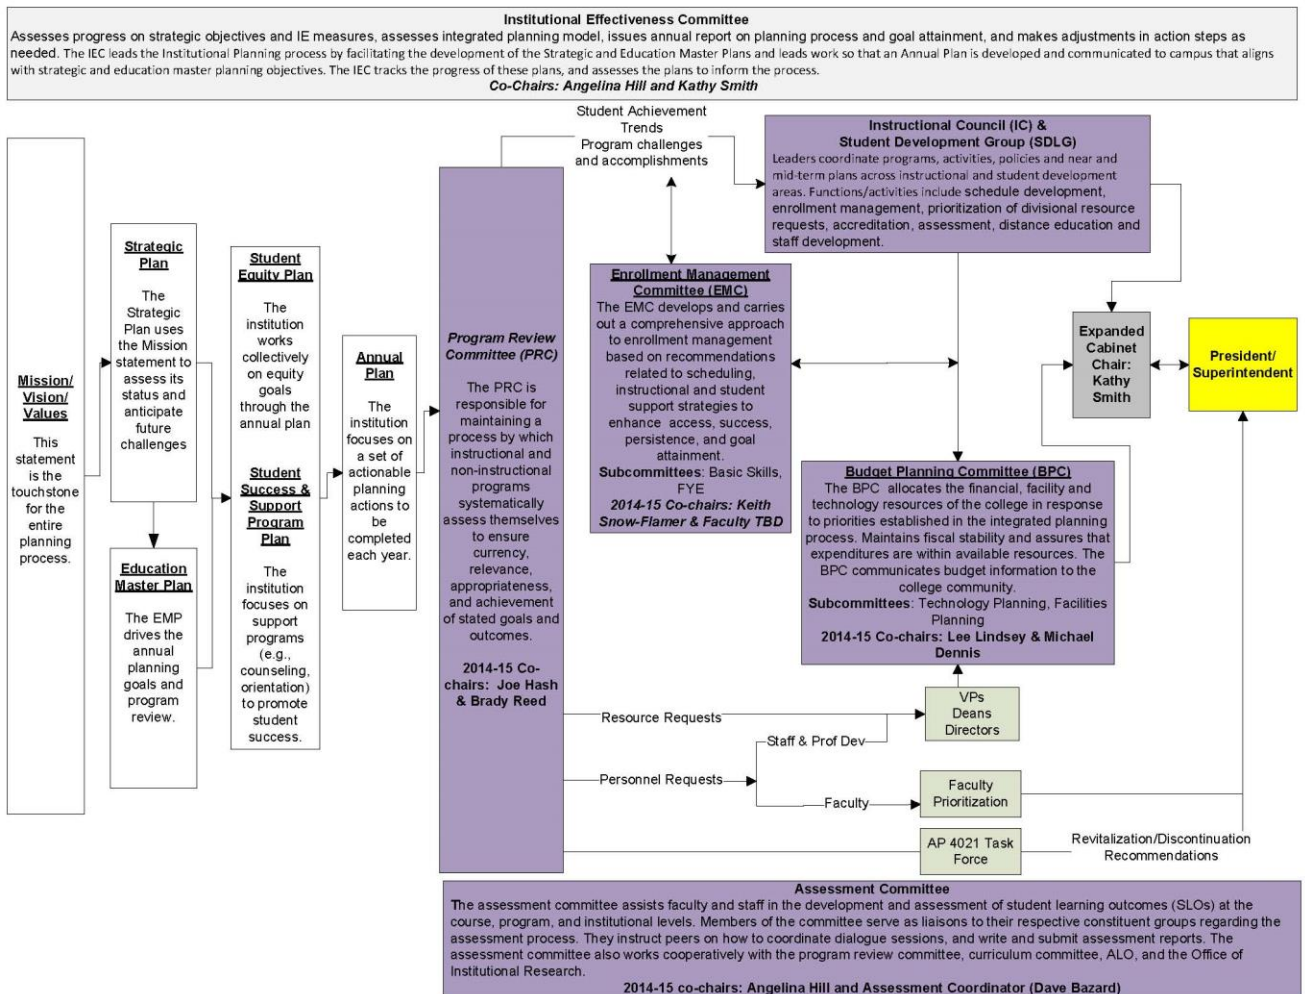 Institutional Effectiveness Committee
Assesses progress on strategic objectives and IE measures, assesses integrated planning model, issues annual report on planning process and goal attainment, and makes adjustments in action steps as
needed. The IEC leads the Institutional Planning process by facilitating the development of the Strategic and Education Master Plans and leads work so that an Annual Plan is developed and communicated to campus that aligns
with strategic and education master planning objectives. The IEC tracks the progress of these plans, and assesses the plans to inform the process.
Co-Chairs: Angelina Hill and Kathy Smith
Mission/
Vision/
Values
This
statement
is the
touchstone
for the
entire
planning
process.
Strategic
Plan
The
Strategic
Plan uses
the Mission
statement to
assess its
status and
anticipate
future
challenges
Education
Master Plan
The EMP
drives the
annual
planning
goals and
program
review.
Student
Equity Plan
The
institution
works
collectively
on equity
goals
through the
annual plan
Student
Success &
Support
Program
Plan
The
institution
focuses on
support
programs
(e.g.,
counseling,
orientation)
to promote
student
success.
Annual
Plan
The
institution
focuses on
a set of
actionable
planning
actions to
be
completed
each year.
Program Review
Committee (PRC)
The PRC is
responsible for
maintaining a
process by which
instructional and
non-instructional
programs
systematically
assess themselves
to ensure
currency,
relevance,
appropriateness,
and achievement
of stated goals and
outcomes.
2014-15 Co-
chairs: Joe Hash
& Brady Reed
Student Achievement
Trends
Program challenges
and accomplishments
Instructional Council (IC) &
Student Development Group (SDLG)
Leaders coordinate programs, activities, policies and near and
mid-term plans across instructional and student development
areas. Functions/activities include schedule development,
enrollment management, prioritization of divisional resource
requests, accreditation, assessment, distance education and
staff development.
Enrollment Management
Committee (EMC)
The EMC develops and carries
out a comprehensive approach
to enrollment management
based on recommendations
related to scheduling,
instructional and student
support strategies to
enhance access, success,
persistence, and goal
attainment.
Subcommittees: Basic Skills,
FYE
2014-15 Co-chairs: Keith
Snow-Flamer & Faculty TBD
Expanded
Cabinet
Chair:
Kathy
Smith
President/
Superintendent
Budget Planning Committee (BPC)
The BPC allocates the financial, facility and
technology resources of the college in response
to priorities established in the integrated planning
process. Maintains fiscal stability and assures that
expenditures are within available resources. The
BPC communicates budget information to the
college community.
Subcommittees: Technology Planning, Facilities
Planning
2014-15 Co-chairs: Lee Lindsey & Michael
Dennis
Resource Requests
VPs
Deans
Directors
Staff & Prof Dev
Personnel Requests
Faculty
Faculty
Prioritization
AP 4021 Task
Force
Revitalization/Discontinuation
Recommendations
Assessment Committee
The assessment committee assists faculty and staff in the development and assessment of student learning outcomes (SLOs) at the
course, program, and institutional levels. Members of the committee serve as liaisons to their respective constituent groups regarding the
assessment process. They instruct peers on how to coordinate dialogue sessions, and write and submit assessment reports. The
assessment committee also works cooperatively with the program review committee, curriculum committee, ALO, and the Office of
Institutional Research.
2014-15 co-chairs: Angelina Hill and Assessment Coordinator (Dave Bazard)